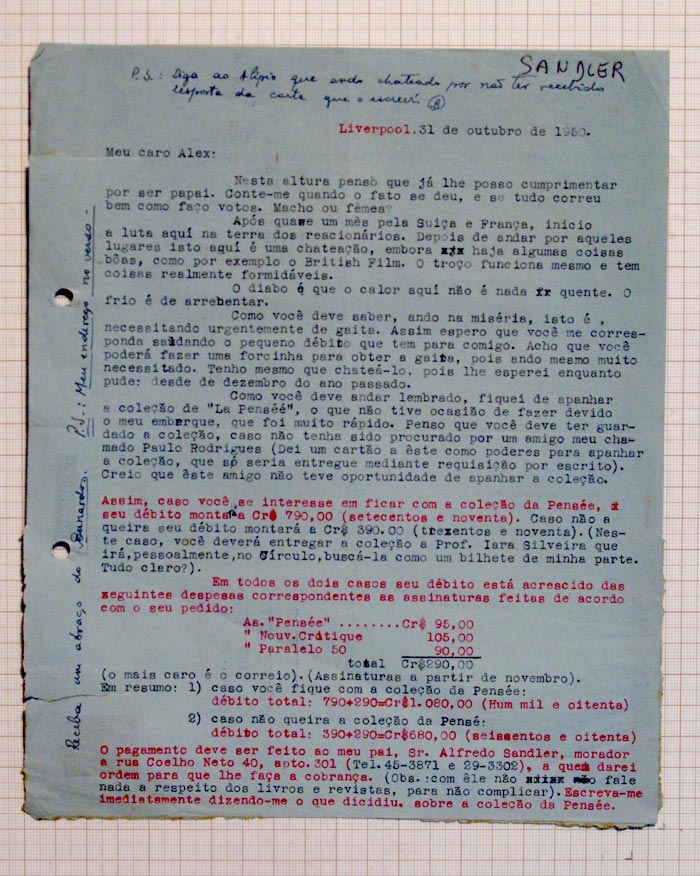 SANDLER
P.S.: Diga ao Alípio que ando chateado por não ter recebido
resposta da carta que o escreví. (B)
Liverpool,31 de outubro de 1950.
Meu caro Alex:
Nesta altura penso que já lhe posso cumprimentar
por ser papai. Conte-me quando o fato se deu, e se tudo correu
bem como faço votos. Macho ou fêmea?
Após quase um mês pela Suiça e França, inicio
a luta aquí na terra dos reacionários. Depois de andar por aqueles
lugares isto aquí é uma chateação, embora xxx haja algumas coisas
bôas, como por exemplo o British Film. O troço funciona mesmo e tem
coisas realmente formidáveis.
O diabo é que o calor aquí não é nada xx quente. O
frio é de arrebentar.
Como você deve saber, ando na miséria, isto é ,
necessitando urgentemente de gaita. Assim espero que você me corres-
ponda saldando o pequeno débito que tem para comigo. Acho que você
poderá fazer uma forcinha para obter a gaita, pois ando mesmo muito
necessitado. Tenho mesmo que chateá-lo, pois lhe esperei enquanto
pude: desde de dezembro do ano passado.
Como você deve andar lembrado, fiquei de apanhar
a coleção de "La Penséé", o que não tive ocasião de fazer devido
o meu embarque, que foi muito rápido. Penso que você deve ter guar-
dado a coleção, caso não tenha sido procurado por um amigo meu cha-
mado Paulo Rodrigues (Dei um cartão a êste como poderes para apanhar
a coleção, que só seria entregue mediante requisição por escrito).
Creio que êste amigo não teve oportunidade de apanhar a coleção.
Assim, caso você se interesse em ficar com a coleção da Pensée,
seu débito monta a Cr$ 790,00 (setecentos e noventa). Caso não a
queira seu débito montará a Cr$ 390.00 (trezentos e noventa).(Nes-
te caso, você deverá entregar a coleção a Prof. Iara Silveira que
irá,pessoalmente,no Círculo,buscá-la como um bilhete de minha parte.
Tudo clero?).
Em todos os dois casos seu débito está acrescido das
seguintes despesas correspondentes as assinaturas feitas de acordo
com o seu pedido:
As."Pensée" ........Cr$ 95,00
" Nouv.Crátique 105,00
" Paralelo 50 90,00
total Cr$290,00
(o mais caro é o correio).(Assinaturas a partir de novembro).
Em resumo: 1) caso você fique com a coleção da Pensée:
débito total: 790+290=Cr$1.080,00 (Hum mil e oitenta)
2) caso não queira a coleção da Pensé:
débito total: 390+290=Cr$680,00 (seissentos e oitenta)
O pagamento deve ser feito ao meu pai, Sr. Alfredo Sandler, morador
a rua Coelho Neto 40, apto.301 (Tel.45-3871 e 29-3302), a quem darei
ordem para que lhe faça a cobrança. (Obs.:com êle não xxxxx não fale
nada a respeito dos livros e revistas, para não complicar).Escreva-me
imediatamente dizendo-me o que dicidiu, sobre a coleção da Pensée.
Receba um abraço do Bernardo. P.S.: Meu endereço no verso.